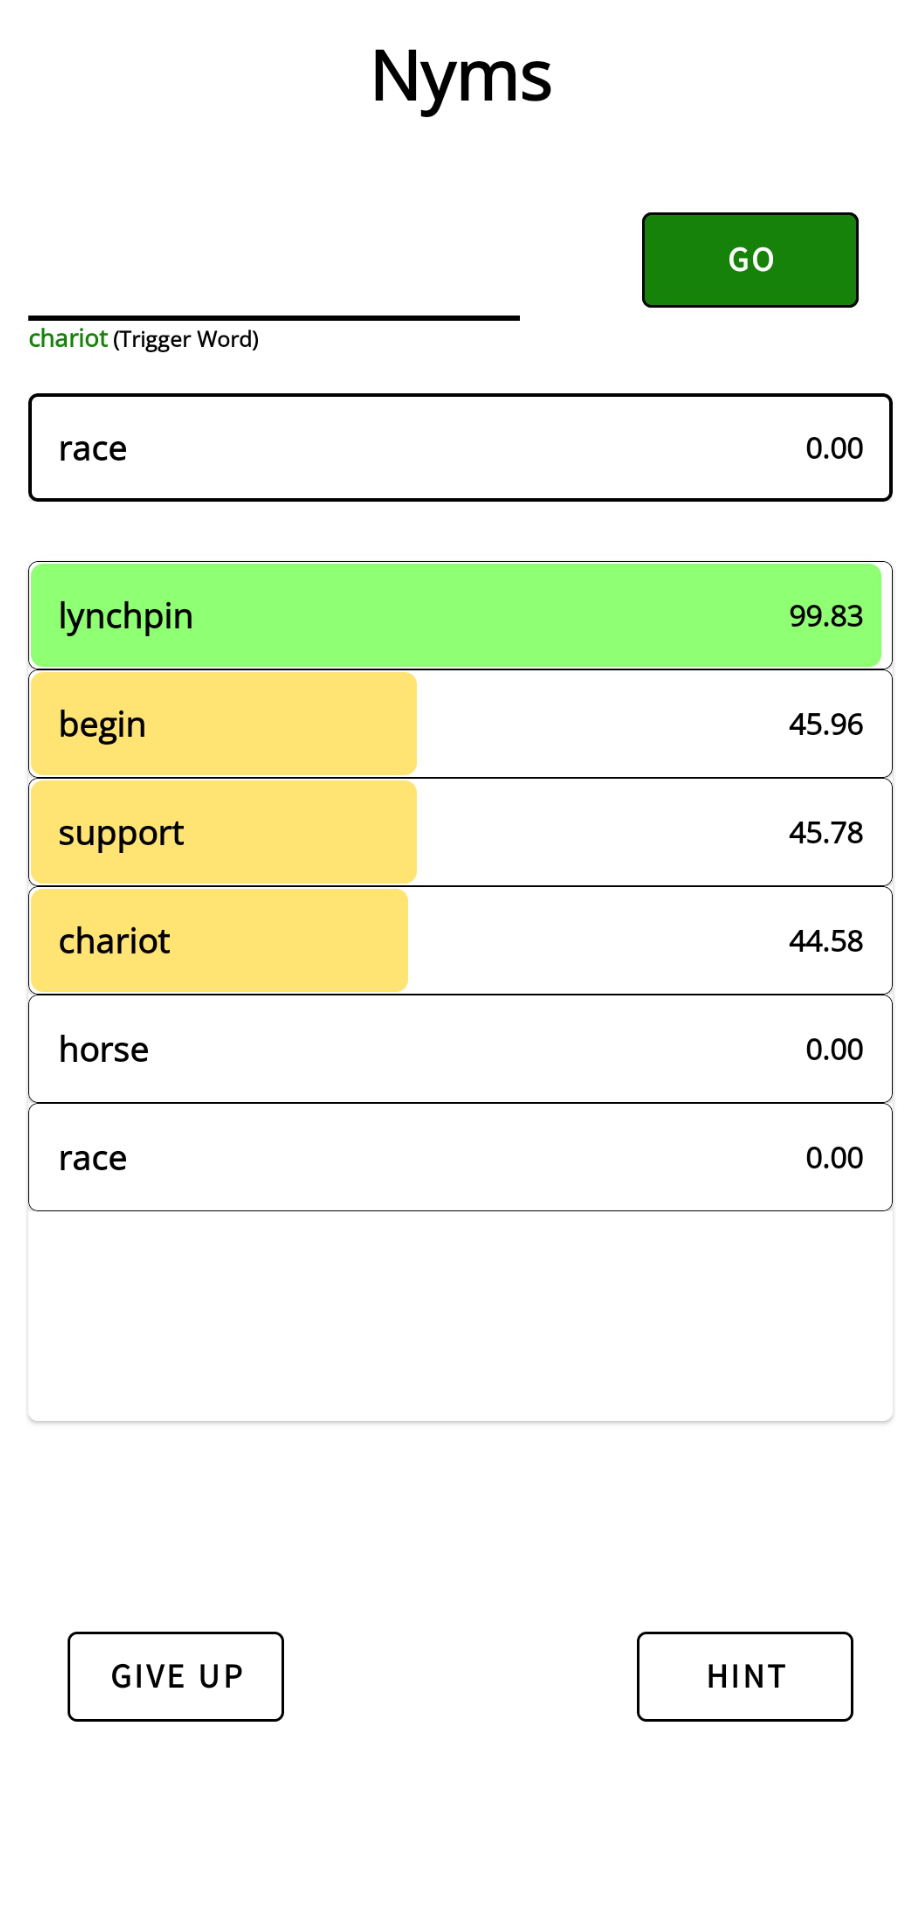 Nyms
GO
chariot (Trigger Word)
race 0.00
lynchpin 99.83
begin 45.96
support 45.78
chariot 44.58
horse 0.00
race 0.00
GIVE UP HINT